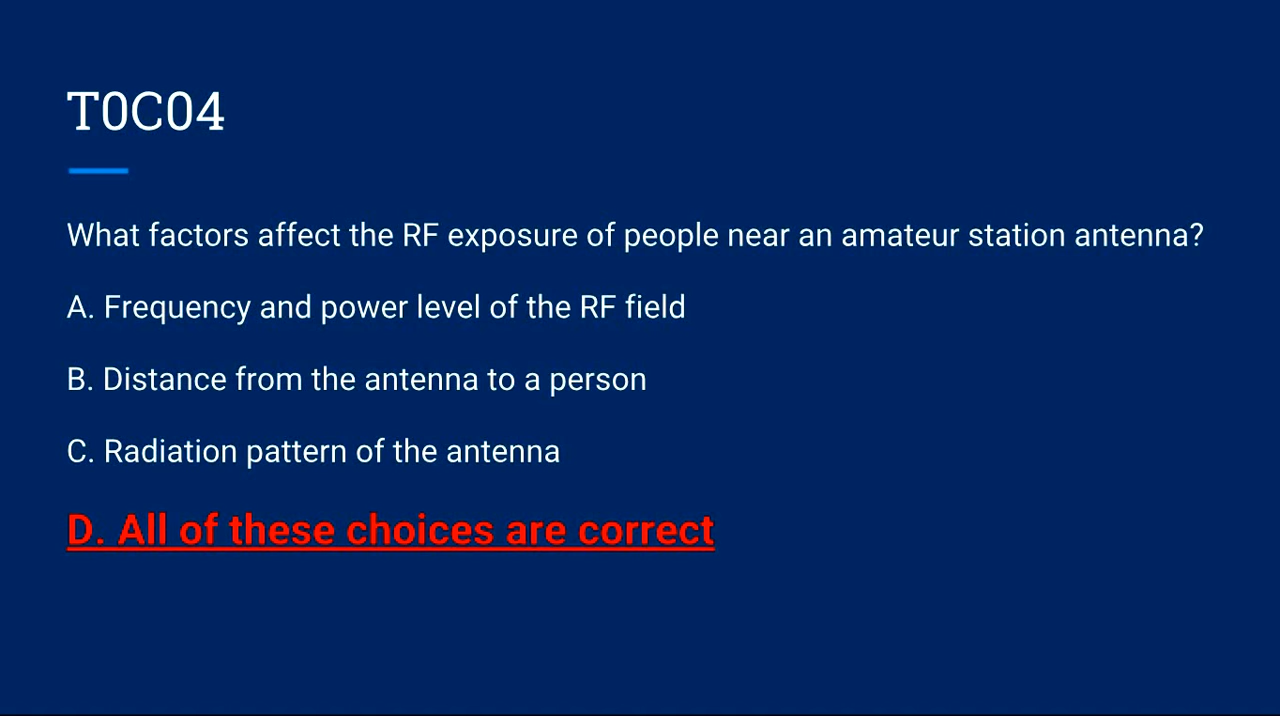 T0C04
What factors affect the RF exposure of people near an amateur station antenna?
A. Frequency and power level of the RF field
B. Distance from the antenna to a person
C. Radiation pattern of the antenna
D. All of these choices are correct